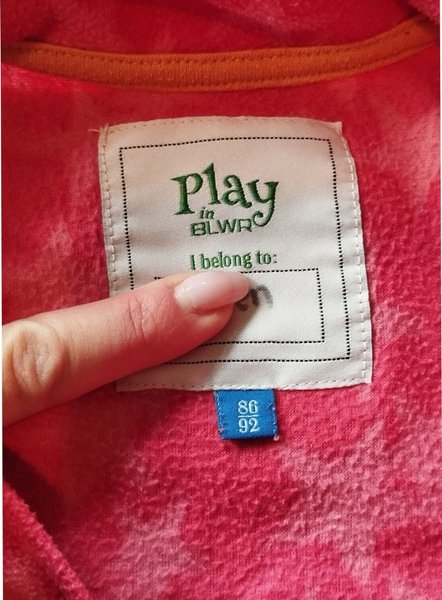 Play
in
BLWR
I belong to:
86
92